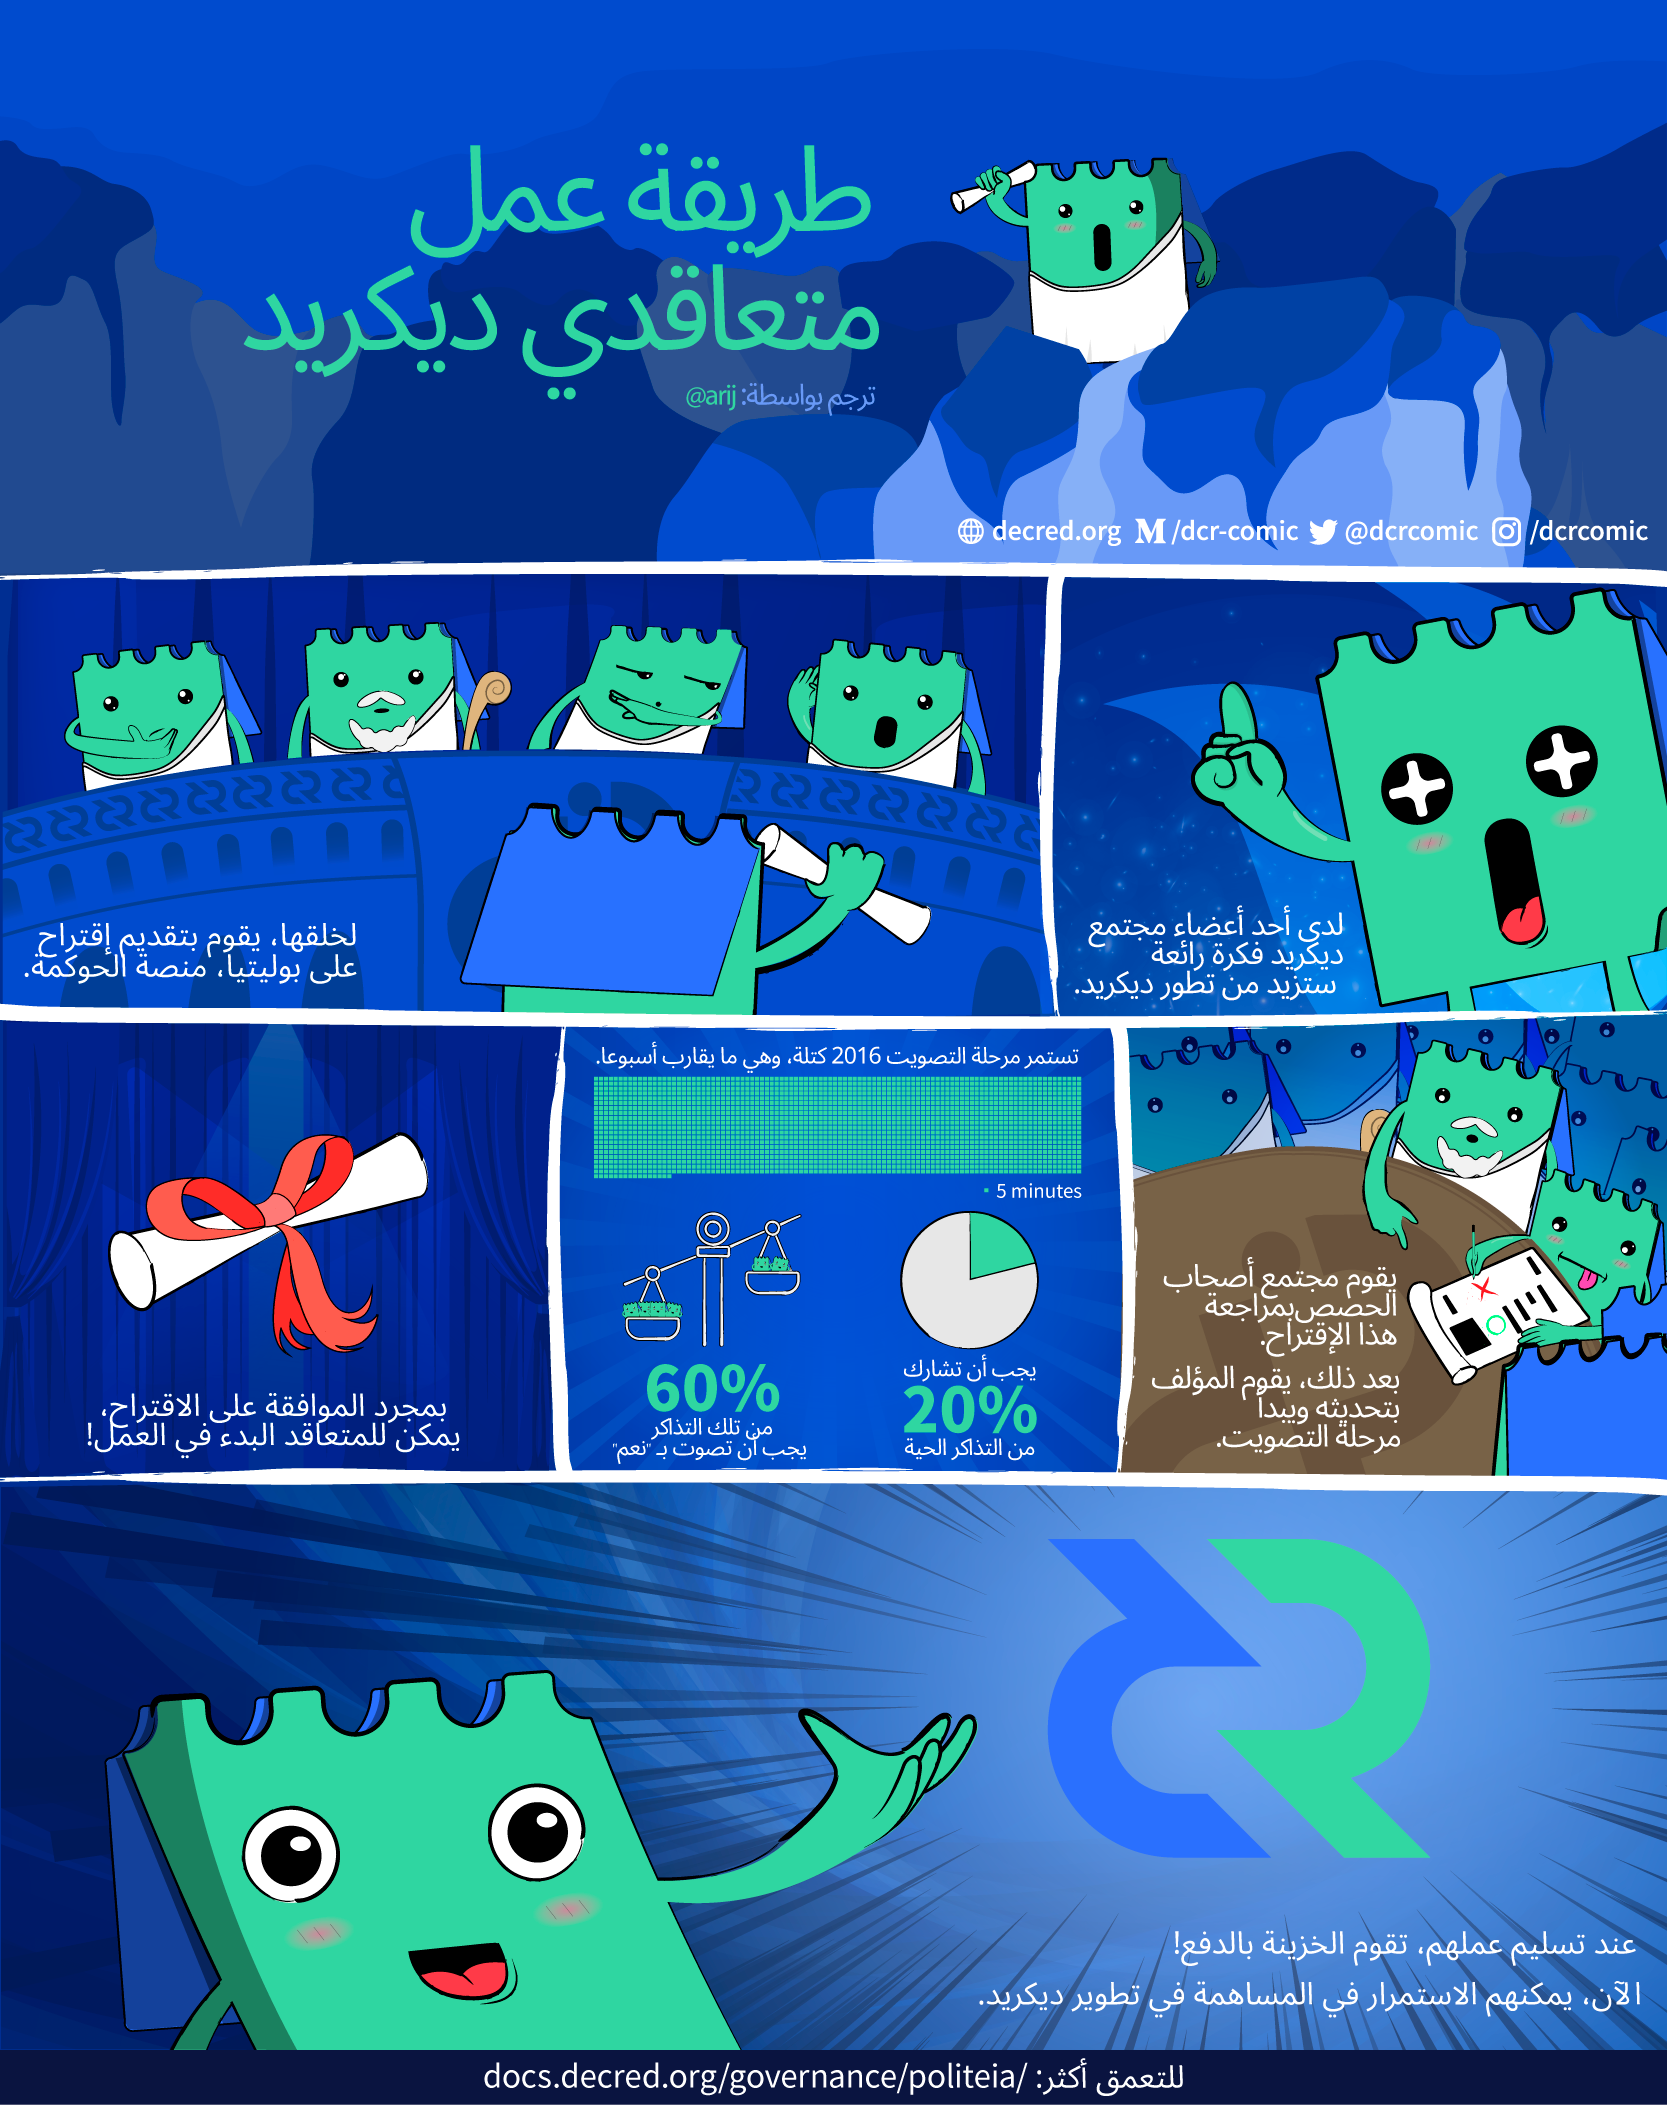 طريقة عمل
متعاقدي ديكريد
ترجم بواسطة: @arij
decred.org /dcr-comic @dcrcomic /dcrcomic
لدى أحد أعضاء مجتمع
ديكريد فكرة رائعة
ستزيد من تطور ديكريد.
لخلقها، يقوم بتقديم إقتراح
على بوليتيا، منصة الحوكمة.
يقوم مجتمع أصحاب
الحصص بمراجعة
هذا الإقتراح.
بعد ذلك، يقوم المؤلف
بتحديثه ويبدأ
مرحلة التصويت.
تستمر مرحلة التصويت 2016 كتلة، وهي ما يقارب أسبوعا.
5 minutes
يجب أن تشارك
20%
من التذاكر الحية
60%
من تلك التذاكر
يجب أن تصوت بـ "نعم"
بمجرد الموافقة على الاقتراح،
يمكن للمتعاقد البدء في العمل!
عند تسليم عملهم، تقوم الخزينة بالدفع!
الآن، يمكنهم الاستمرار في المساهمة في تطوير ديكريد.
للتعمق أكثر: docs.decred.org/governance/politeia/